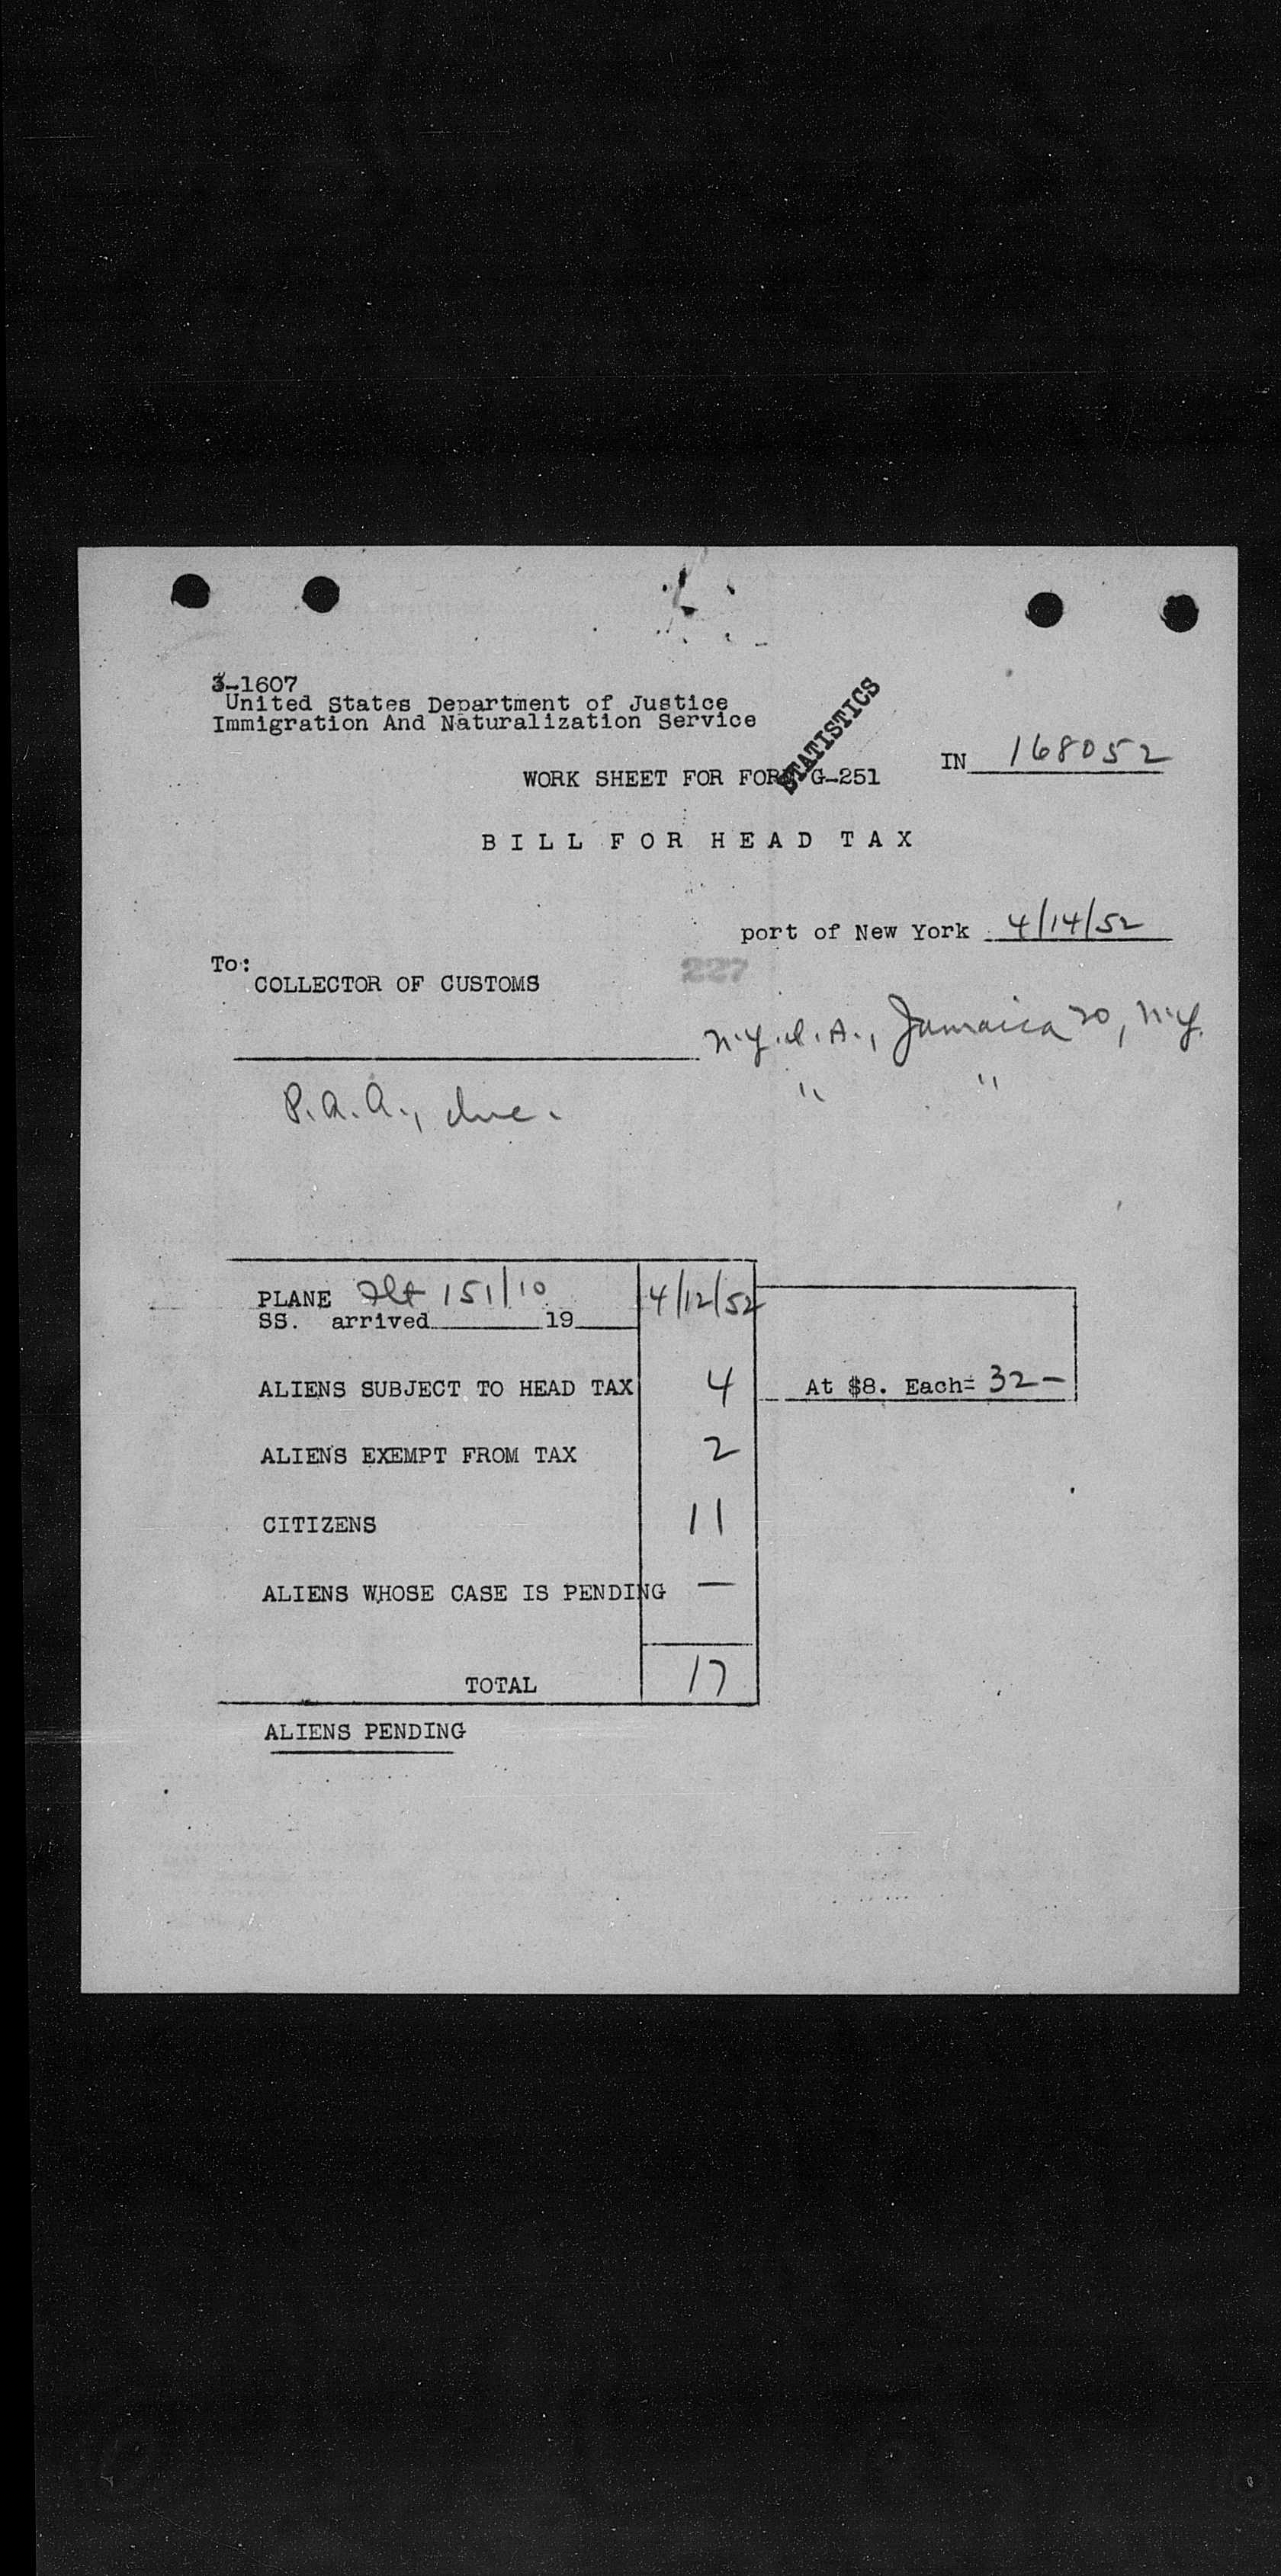 3-1607
United States Department of Justice
Immigration And Naturalization Service
STATISTICS
IN 168052
WORK SHEET FOR FORM G-251
BILL FOR HEAD TAX
port of New York 4/14/52
To:
COLLECTOR OF CUSTOMS
227
N.Y.I.A., Jamaica 20, N.Y.
P.A.A., Inc. " "
PLANE Flt 151/10 4/12/52
SS. arrived 19
ALIENS SUBJECT TO HEAD TAX 4 At $8. Each= 32-
ALIENS EXEMPT FROM TAX 2
CITIZENS 11
ALIENS WHOSE CASE IS PENDING —
TOTAL 17
ALIENS PENDING